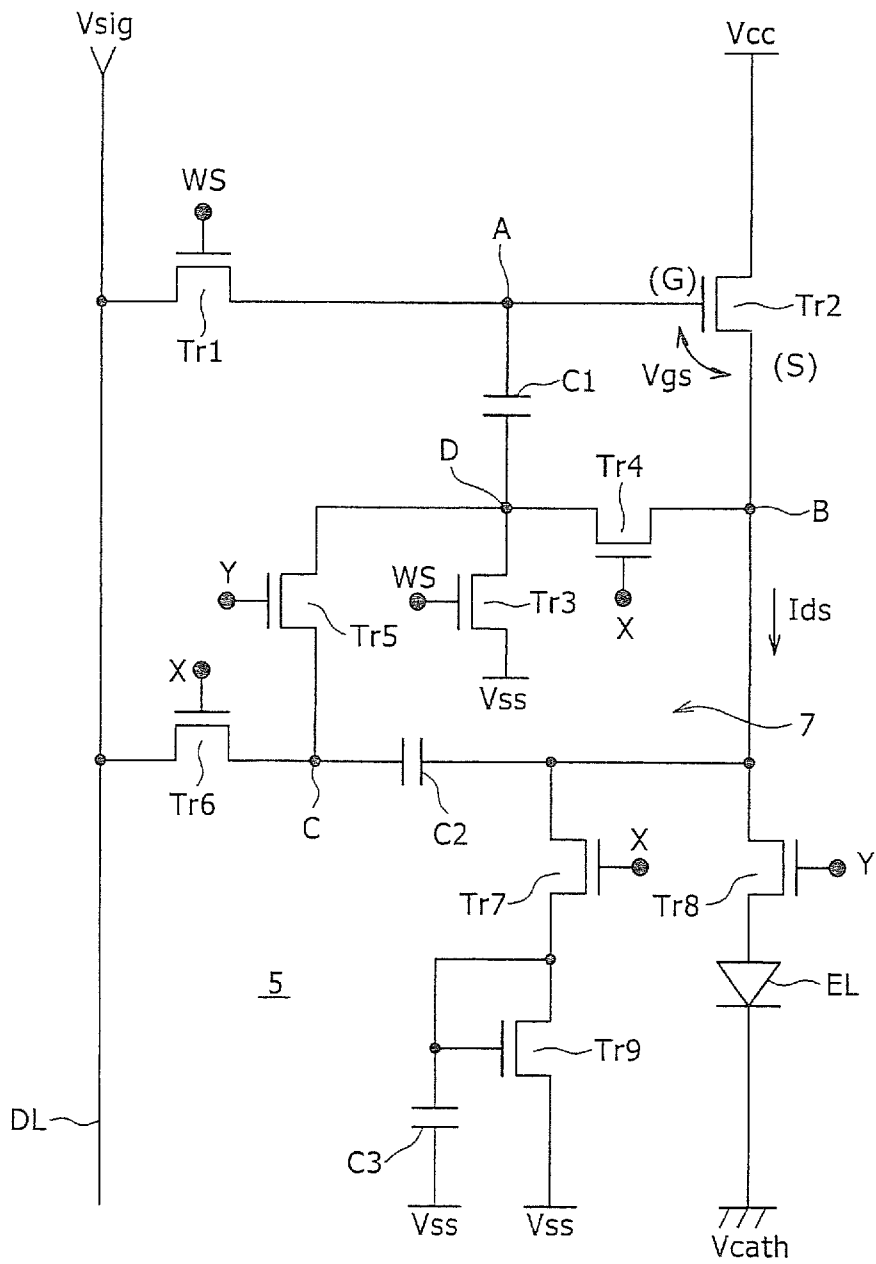 Vsig
Vcc
WS
A
(G)
Tr2
Tr1
Vgs
(S)
C1
D
Tr4
B
Y
WS
Tr3
Tr5
X
Ids
X
Vss
7
Tr6
C
C2
X
Y
Tr7
Tr8
5
EL
Tr9
DL
C3
Vss
Vss
Vcath